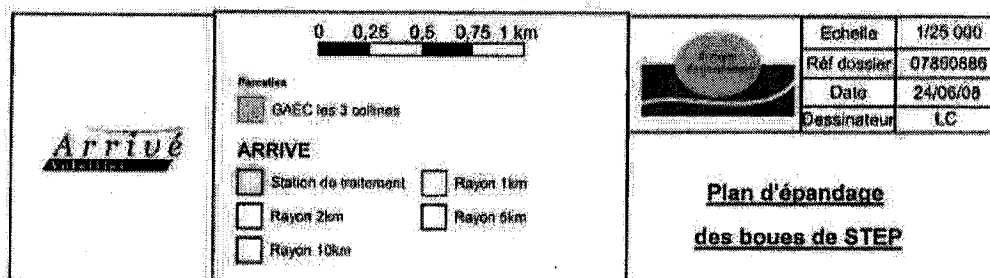 Arrivé
0 0,25 0,5 0,75 1 km
Parcelles
GAEC les 3 collines
ARRIVE
Station de traitement
Rayon 1km
Rayon 2km
Rayon 5km
Rayon 10km
Echelle 1/25 000
Réf dossier 07860886
Date 24/06/08
Dessinateur LC
Plan d'épandage
des boues de STEP